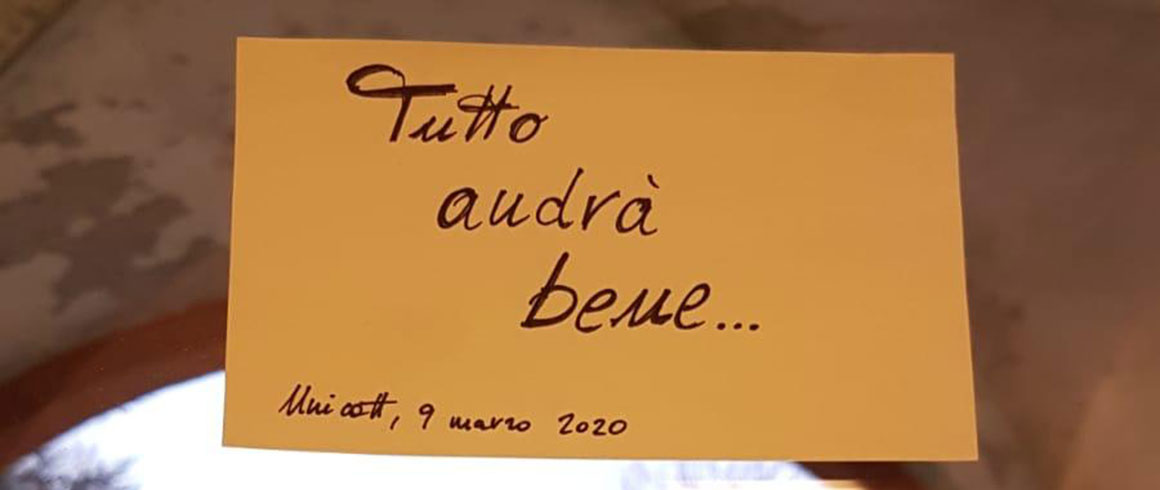 Tutto
andrà
bene...
Unicatt, 9 marzo 2020